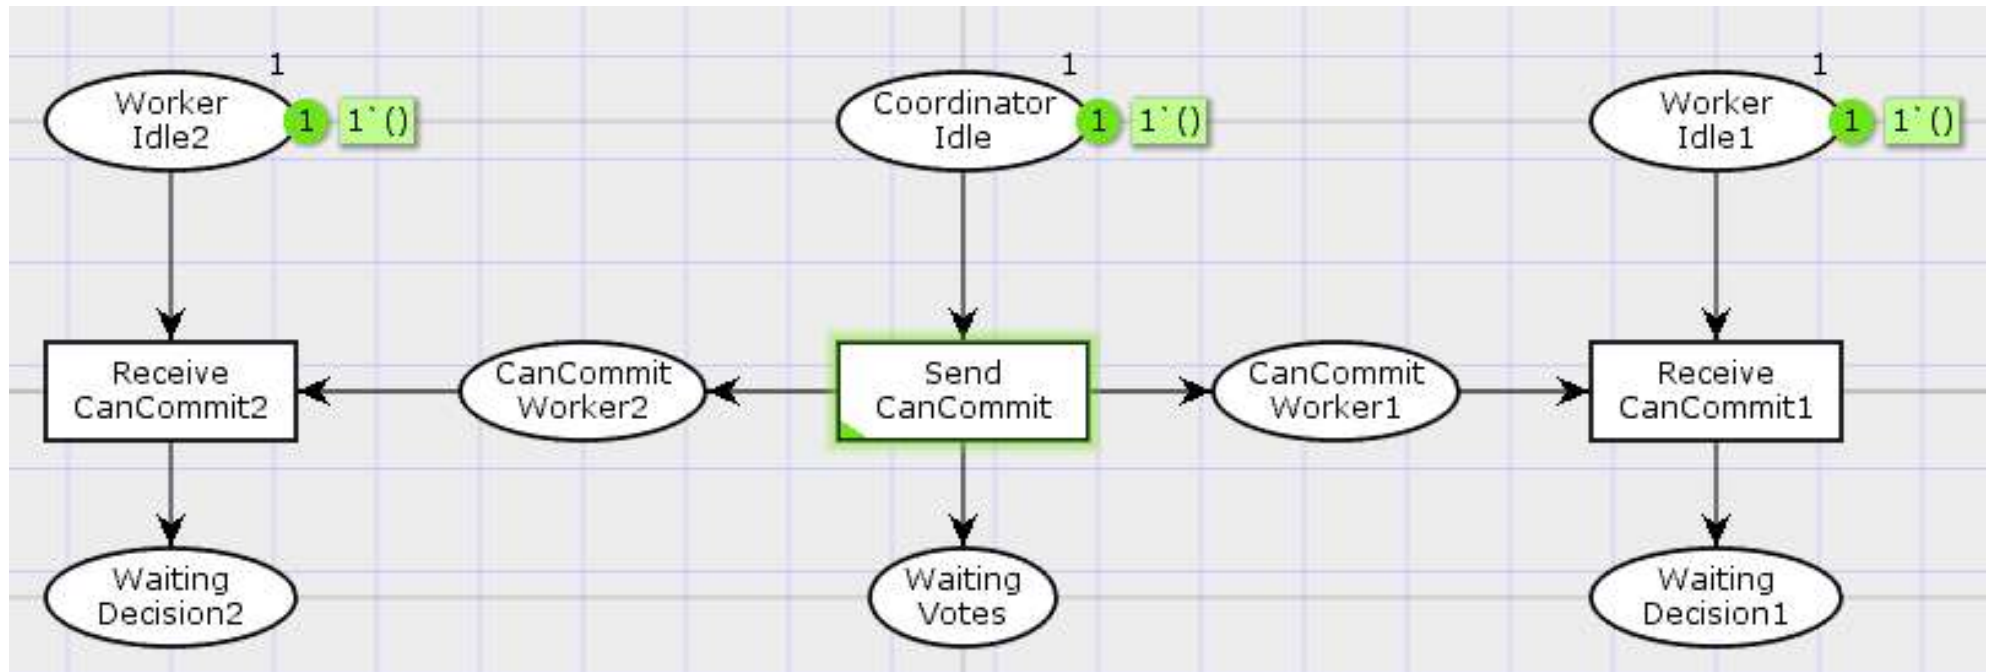 1
1
1
Worker
Idle2
1 1`()
Coordinator
Idle
1 1`()
Worker
Idle1
1 1`()
Receive
CanCommit2
CanCommit
Worker2
Send
CanCommit
CanCommit
Worker1
Receive
CanCommit1
Waiting
Decision2
Waiting
Votes
Waiting
Decision1